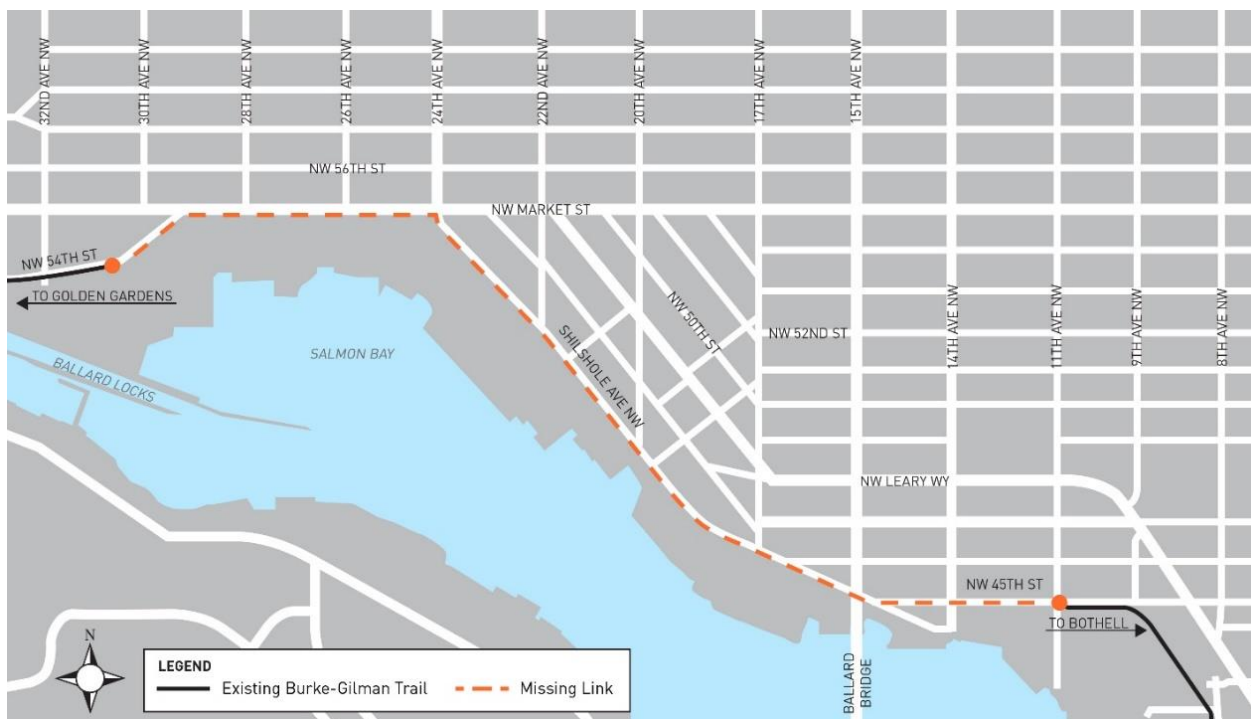 32ND AVE NW
30TH AVE NW
28TH AVE NW
26TH AVE NW
24TH AVE NW
22ND AVE NW
20TH AVE NW
17TH AVE NW
15TH AVE NW
NW 56TH ST
NW MARKET ST
NW 54TH ST
TO GOLDEN GARDENS
SALMON BAY
BALLARD LOCKS
SHILSHOLE AVE NW
NW 50TH ST
NW 52ND ST
14TH AVE NW
11TH AVE NW
9TH AVE NW
8TH AVE NW
NW LEARY WY
NW 45TH ST
TO BOTHELL
BALLARD
BRIDGE
N
LEGEND
Existing Burke-Gilman Trail
Missing Link